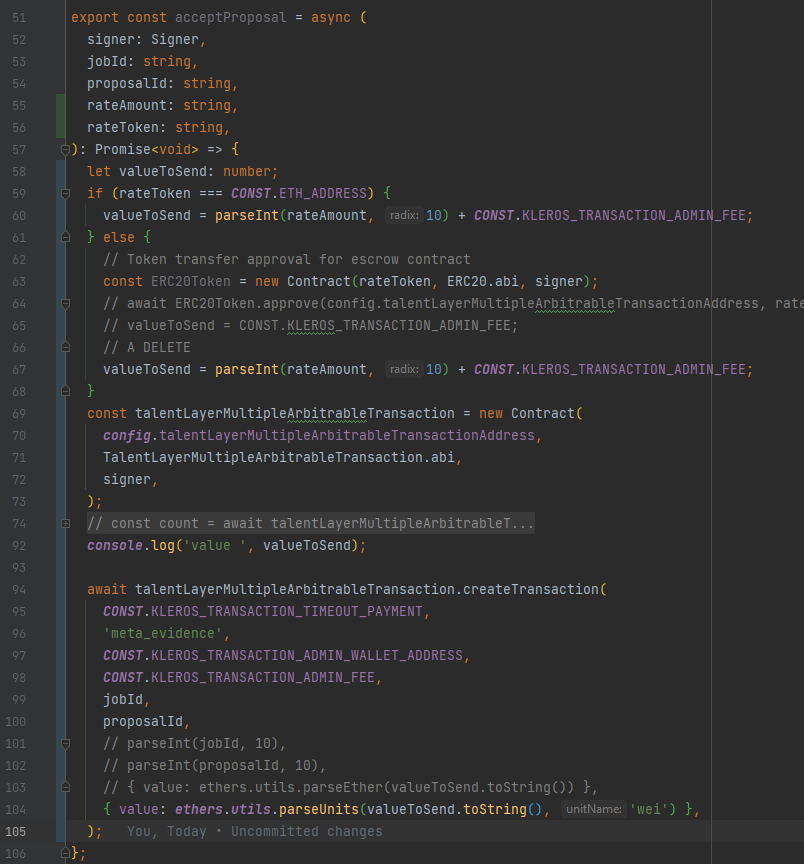 51 export const acceptProposal = async (
52 signer: Signer,
53 jobId: string,
54 proposalId: string,
55 rateAmount: string,
56 rateToken: string,
57 ): Promise<void> => {
58 let valueToSend: number;
59 if (rateToken === CONST.ETH_ADDRESS) {
60 valueToSend = parseInt(rateAmount, radix: 10) + CONST.KLEROS_TRANSACTION_ADMIN_FEE;
61 } else {
62 // Token transfer approval for escrow contract
63 const ERC20Token = new Contract(rateToken, ERC20.abi, signer);
64 // await ERC20Token.approve(config.talentLayerMultipleArbitrableTransactionAddress, rate
65 // valueToSend = CONST.KLEROS_TRANSACTION_ADMIN_FEE;
66 // A DELETE
67 valueToSend = parseInt(rateAmount, radix: 10) + CONST.KLEROS_TRANSACTION_ADMIN_FEE;
68 }
69 const talentLayerMultipleArbitrableTransaction = new Contract(
70 config.talentLayerMultipleArbitrableTransactionAddress,
71 TalentLayerMultipleArbitrableTransaction.abi,
72 signer,
73 );
74 // const count = await talentLayerMultipleArbitrableT...
92 console.log('value ', valueToSend);
93
94 await talentLayerMultipleArbitrableTransaction.createTransaction(
95 CONST.KLEROS_TRANSACTION_TIMEOUT_PAYMENT,
96 'meta_evidence',
97 CONST.KLEROS_TRANSACTION_ADMIN_WALLET_ADDRESS,
98 CONST.KLEROS_TRANSACTION_ADMIN_FEE,
99 jobId,
100 proposalId,
101 // parseInt(jobId, 10),
102 // parseInt(proposalId, 10),
103 // { value: ethers.utils.parseEther(valueToSend.toString()) },
104 { value: ethers.utils.parseUnits(valueToSend.toString(), unitName: 'wei') },
105 ); You, Today • Uncommitted changes
106 };